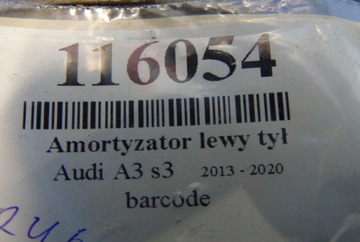 116054
Amortyzator lewy tył
Audi A3 s3 2013 - 2020
barcode